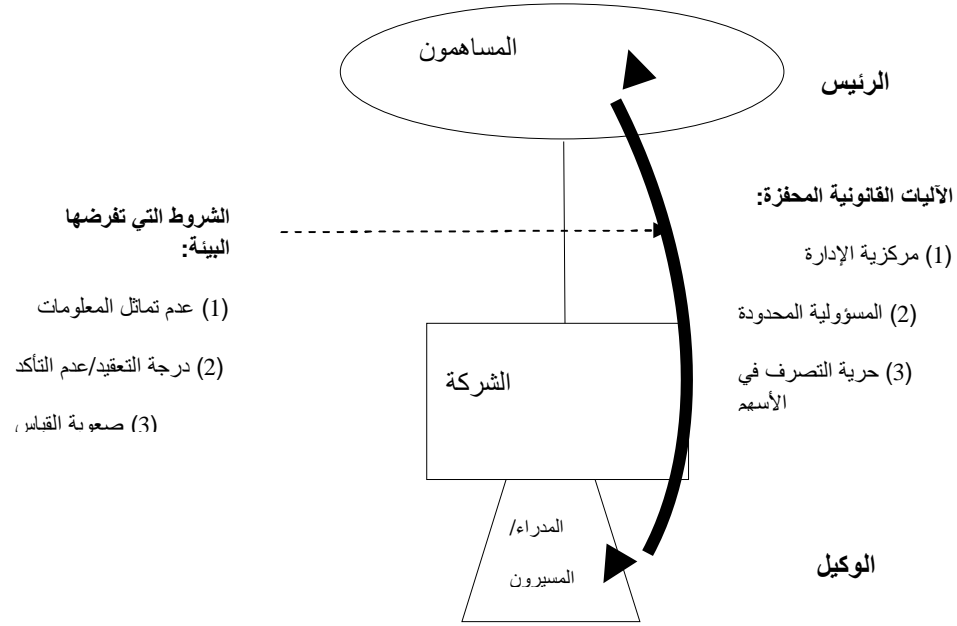 المساهمون
الرئيس
الآليات القانونية المحفزة:
(1) مركزية الإدارة
(2) المسؤولية المحدودة
(3) حرية التصرف في
الأسهم
الشروط التي تفرضها
البيئة:
(1) عدم تماثل المعلومات
(2) درجة التعقيد/عدم التأكد
(3) صعوبة القياس
الشركة
المدراء/
المسيرون
الوكيل